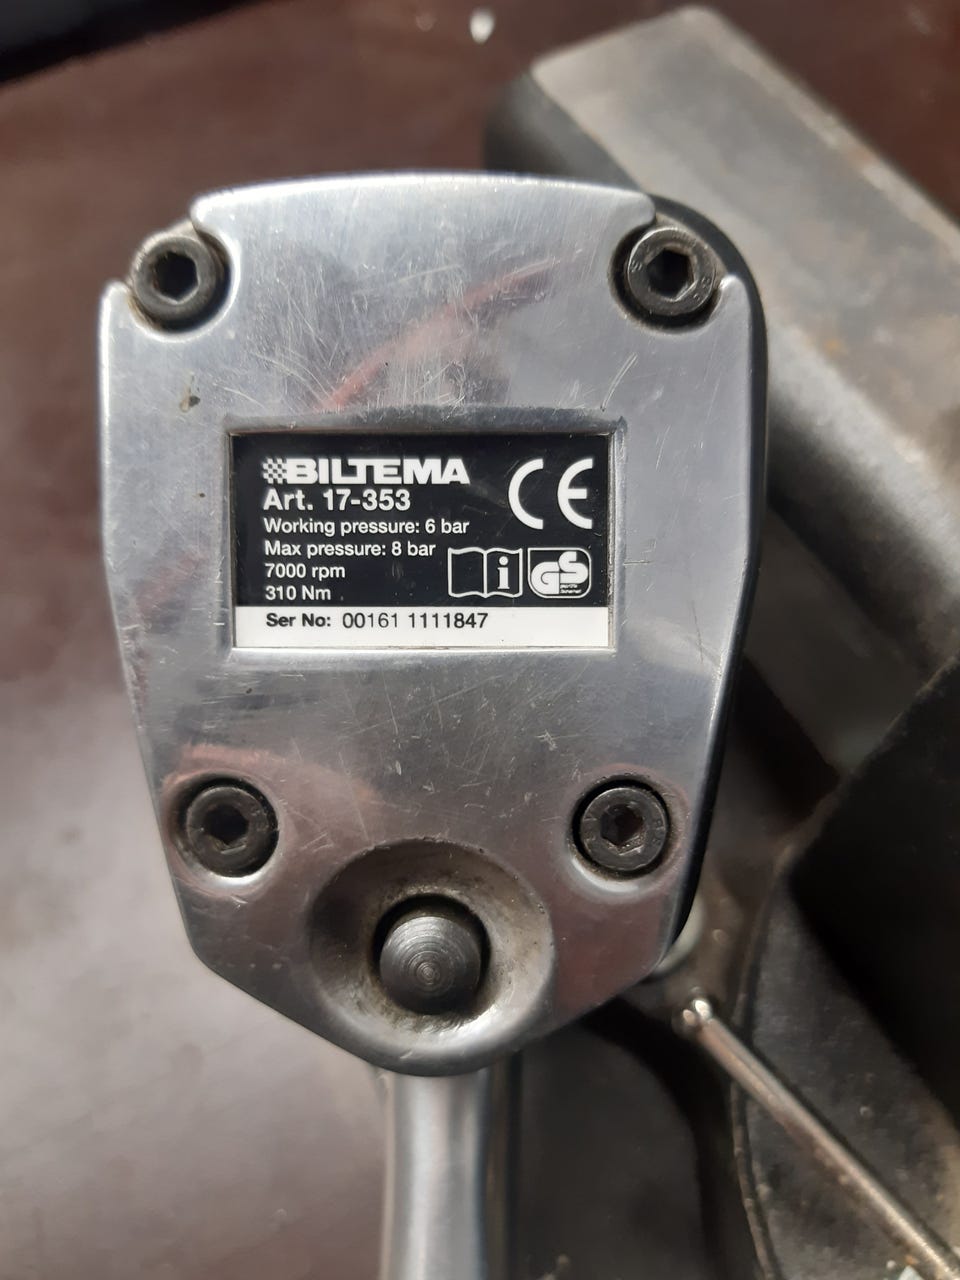 BILTEMA
Art. 17-353
Working pressure: 6 bar
Max pressure: 8 bar
7000 rpm
310 Nm
CE
i
GS
Ser No: 00161 1111847